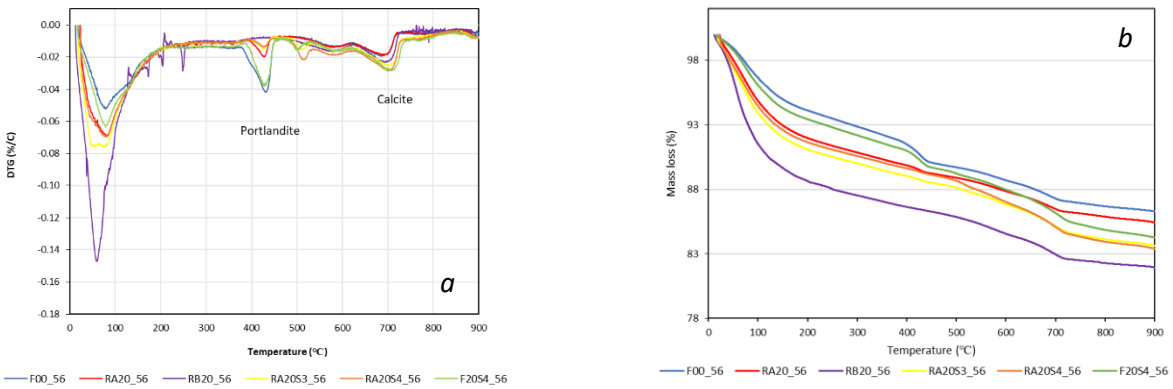 0.00
-0.02
-0.04
-0.06
-0.08
-0.10
-0.12
-0.14
-0.16
-0.18
DTG (%/C)
0 100 200 300 400 500 600 700 800 900
Temperature (°C)
Portlandite
Calcite
a
F00_56 RA20_56 RB20_56 RA20S3_56 RA20S4_56 F20S4_56
b
98
93
88
83
78
Mass loss (%)
0 100 200 300 400 500 600 700 800 900
Temperature (°C)
F00_56 RA20_56 RB20_56 RA20S3_56 RA20S4_56 F20S4_56